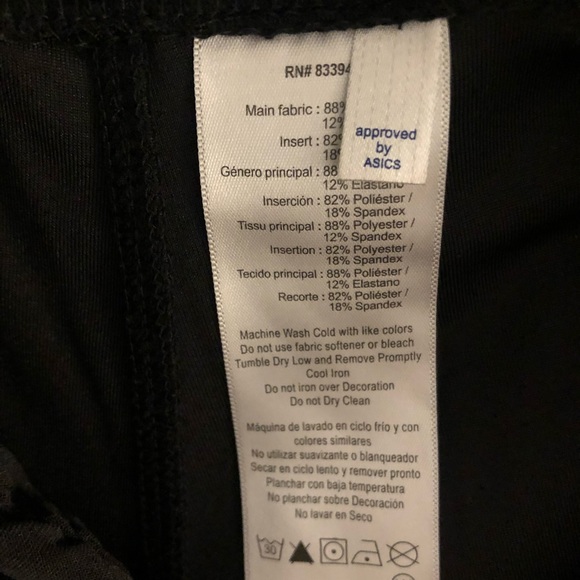 RN# 83394
approved
by
ASICS
Main fabric : 88%
12%
Insert : 82%
18%
Género principal : 88
12% Elastano
Inserción : 82% Poliéster /
18% Spandex
Tissu principal : 88% Polyester /
12% Spandex
Insertion : 82% Polyester /
18% Spandex
Tecido principal : 88% Poliéster /
12% Elastano
Recorte : 82% Poliéster /
18% Spandex
Machine Wash Cold with like colors
Do not use fabric softener or bleach
Tumble Dry Low and Remove Promptly
Cool Iron
Do not iron over Decoration
Do not Dry Clean
Máquina de lavado en ciclo frío y con
colores similares
No utilizar suavizante o blanqueador
Secar en ciclo lento y remover pronto
Planchar con baja temperatura
No planchar sobre Decoración
No lavar en Seco
30